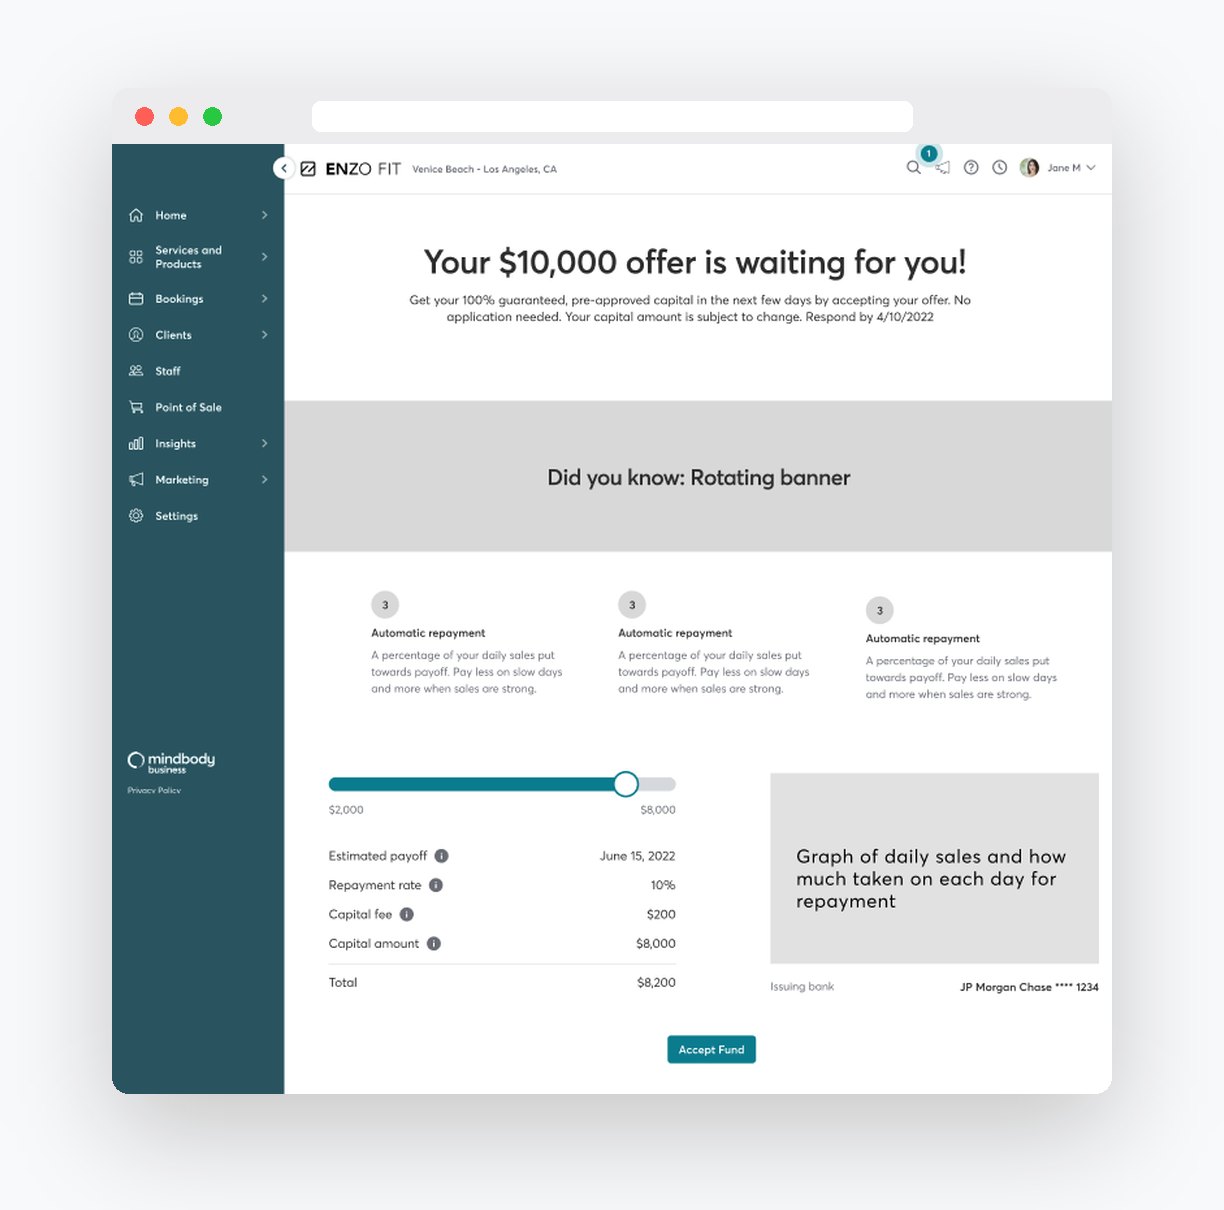 ENZO FIT Venice Beach - Los Angeles, CA
1
Jane M
Home
Services and
Products
Bookings
Clients
Staff
Point of Sale
Insights
Marketing
Settings
mindbody
business
Privacy Policy
Your $10,000 offer is waiting for you!
Get your 100% guaranteed, pre-approved capital in the next few days by accepting your offer. No
application needed. Your capital amount is subject to change. Respond by 4/10/2022
Did you know: Rotating banner
3
Automatic repayment
A percentage of your daily sales put
towards payoff. Pay less on slow days
and more when sales are strong.
3
Automatic repayment
A percentage of your daily sales put
towards payoff. Pay less on slow days
and more when sales are strong.
3
Automatic repayment
A percentage of your daily sales put
towards payoff. Pay less on slow days
and more when sales are strong.
$2,000 $8,000
Estimated payoff June 15, 2022
Repayment rate 10%
Capital fee $200
Capital amount $8,000
Total $8,200
Graph of daily sales and how
much taken on each day for
repayment
Issuing bank JP Morgan Chase **** 1234
Accept Fund